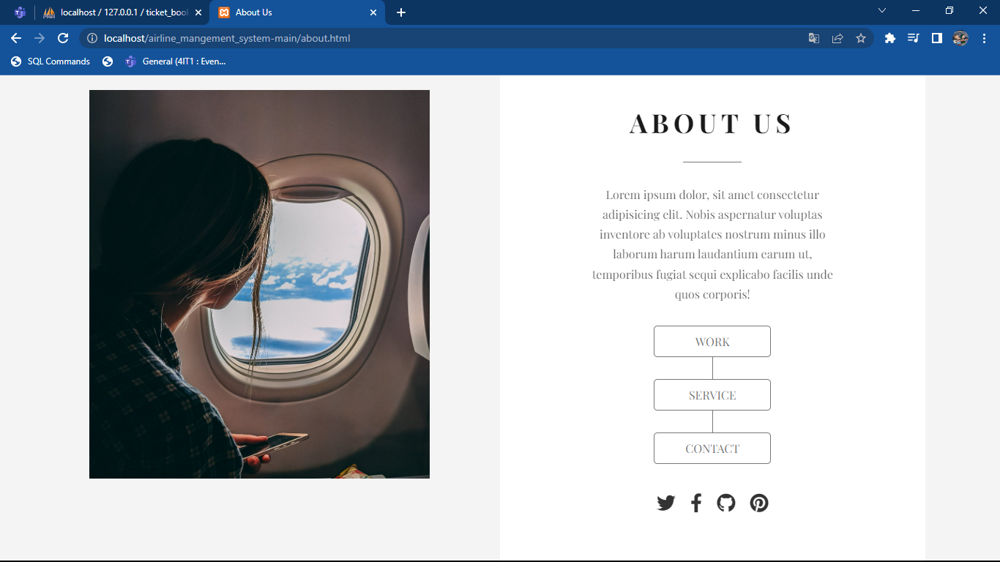 localhost / 127.0.0.1 / ticket_book
About Us
localhost/airline_mangement_system-main/about.html
SQL Commands
General (4IT1 : Even...
ABOUT US
Lorem ipsum dolor, sit amet consectetur
adipisicing elit. Nobis aspernatur voluptas
inventore ab voluptates nostrum minus illo
laborum harum laudantium earum ut,
temporibus fugiat sequi explicabo facilis unde
quos corporis!
WORK
SERVICE
CONTACT